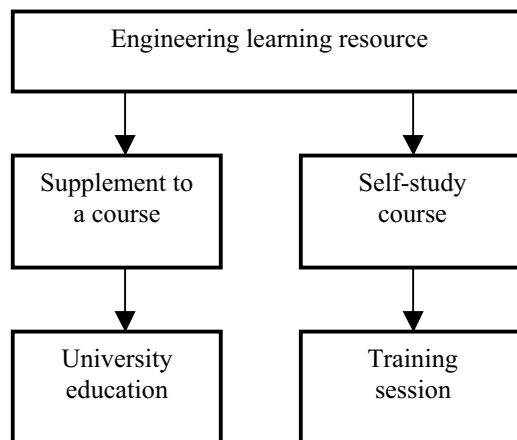 Engineering learning resource
Supplement to
a course
Self-study
course
University
education
Training
session